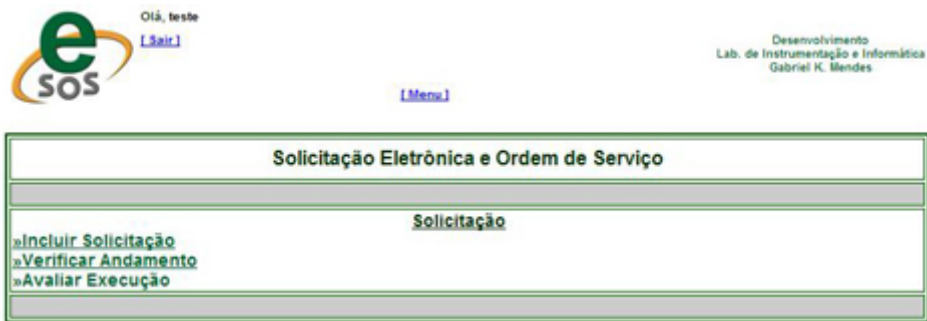 Olá, teste
[ Sair ]
e
SOS
Desenvolvimento
Lab. de Instrumentação e Informática
Gabriel K. Mendes
[ Menu ]
Solicitação Eletrônica e Ordem de Serviço
Solicitação
»Incluir Solicitação
»Verificar Andamento
»Avaliar Execução